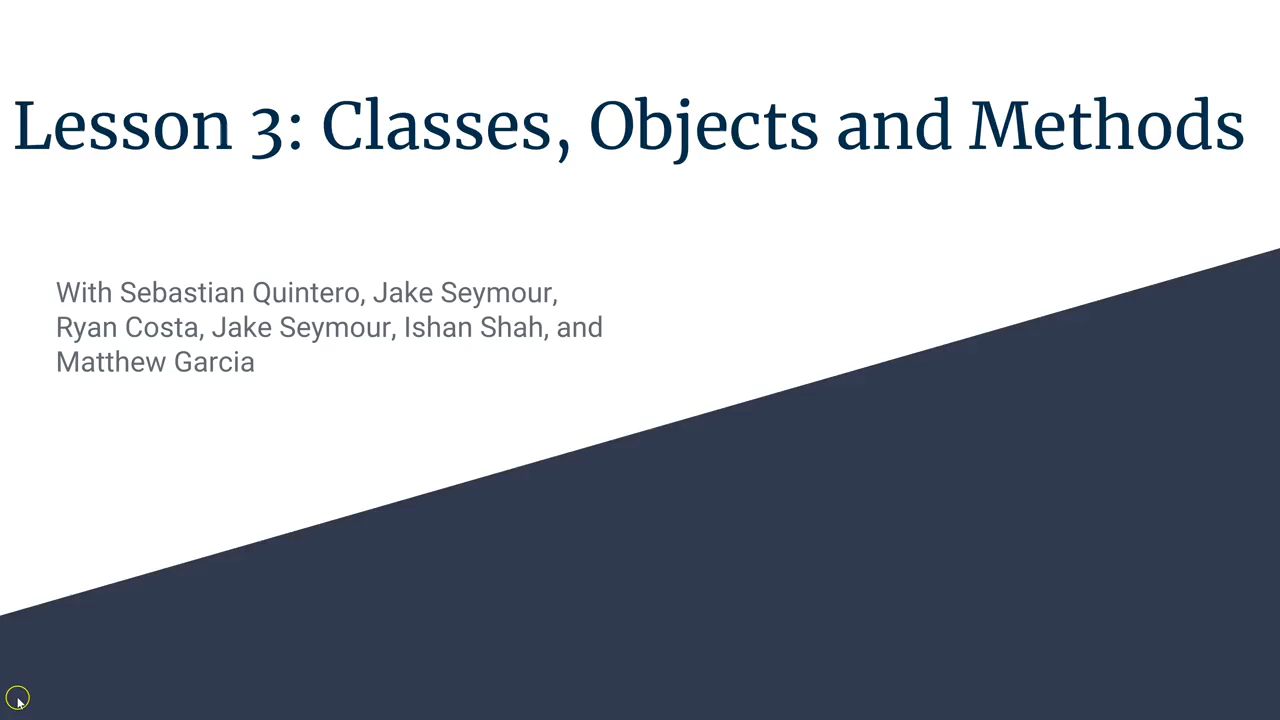 Lesson 3: Classes, Objects and Methods
With Sebastian Quintero, Jake Seymour,
Ryan Costa, Jake Seymour, Ishan Shah, and
Matthew Garcia